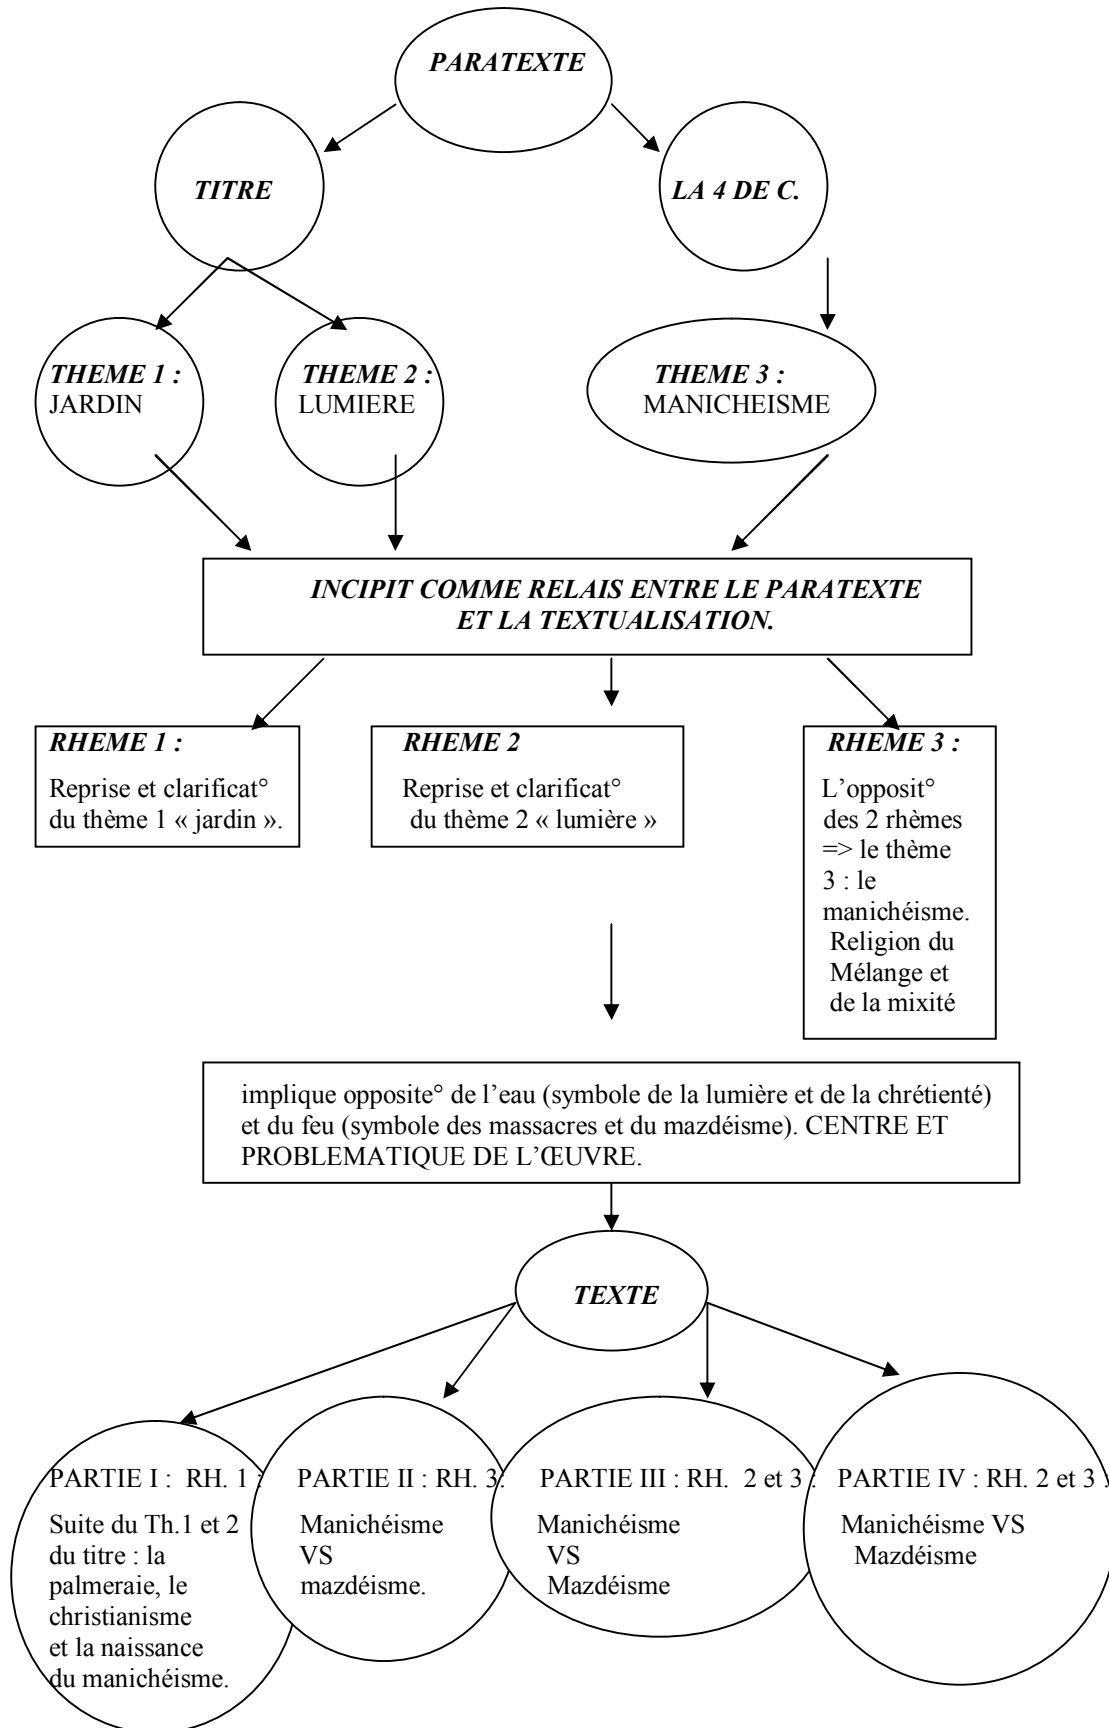 PARATEXTE
TITRE
LA 4 DE C.
THEME 1 :
JARDIN
THEME 2 :
LUMIERE
THEME 3 :
MANICHEISME
INCIPIT COMME RELAIS ENTRE LE PARATEXTE
ET LA TEXTUALISATION.
RHEME 1 :
Reprise et clarificat°
du thème 1 « jardin ».
RHEME 2
Reprise et clarificat°
du thème 2 « lumière »
RHEME 3 :
L’opposit°
des 2 rhèmes
=> le thème
3 : le
manichéisme.
Religion du
Mélange et
de la mixité
implique opposite° de l’eau (symbole de la lumière et de la chrétienté)
et du feu (symbole des massacres et du mazdéisme). CENTRE ET
PROBLEMATIQUE DE L’ŒUVRE.
TEXTE
PARTIE I : RH. 1 :
Suite du Th.1 et 2
du titre : la
palmeraie, le
christianisme
et la naissance
du manichéisme.
PARTIE II : RH. 3:
Manichéisme
VS
mazdéisme.
PARTIE III : RH. 2 et 3 :
Manichéisme
VS
Mazdéisme
PARTIE IV : RH. 2 et 3 :
Manichéisme VS
Mazdéisme